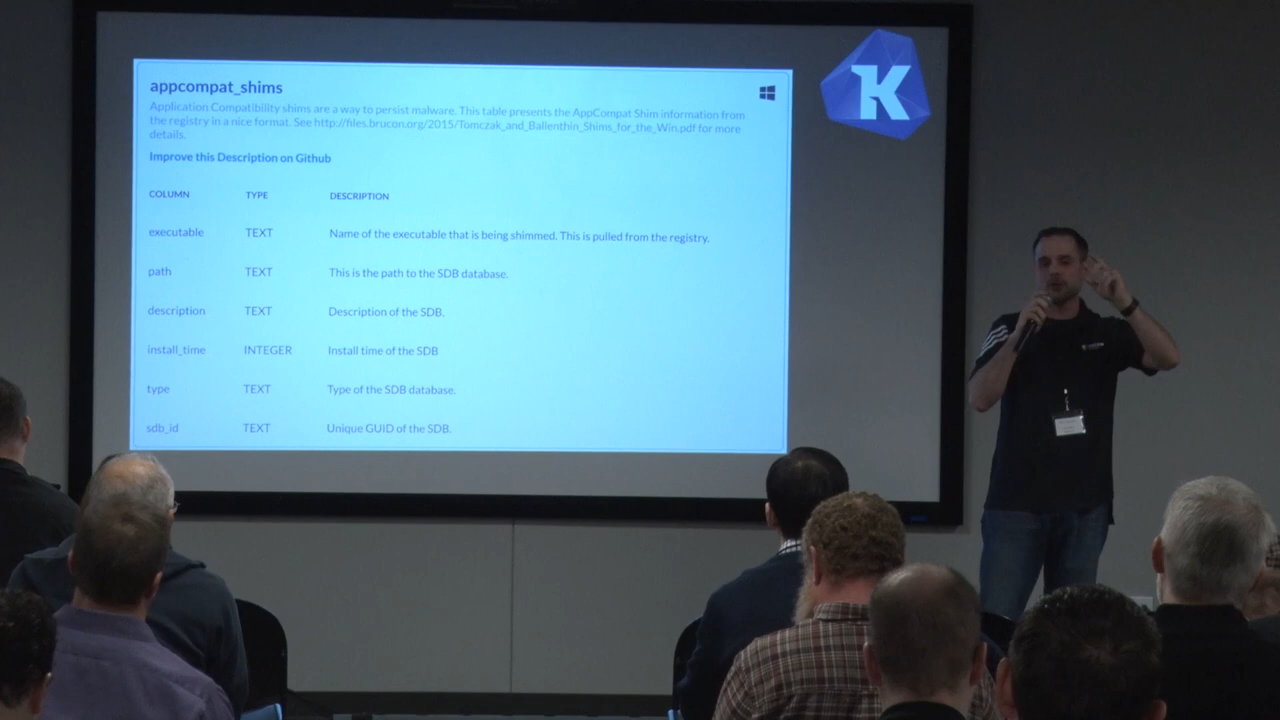 appcompat_shims
Application Compatibility shims are a way to persist malware. This table presents the AppCompat Shim information from
the registry in a nice format. See http://files.brucon.org/2015/Tomczak_and_Ballenthin_Shims_for_the_Win.pdf for more
details.
Improve this Description on Github
COLUMN TYPE DESCRIPTION
executable TEXT Name of the executable that is being shimmed. This is pulled from the registry.
path TEXT This is the path to the SDB database.
description TEXT Description of the SDB.
install_time INTEGER Install time of the SDB
type TEXT Type of the SDB database.
sdb_id TEXT Unique GUID of the SDB.
K